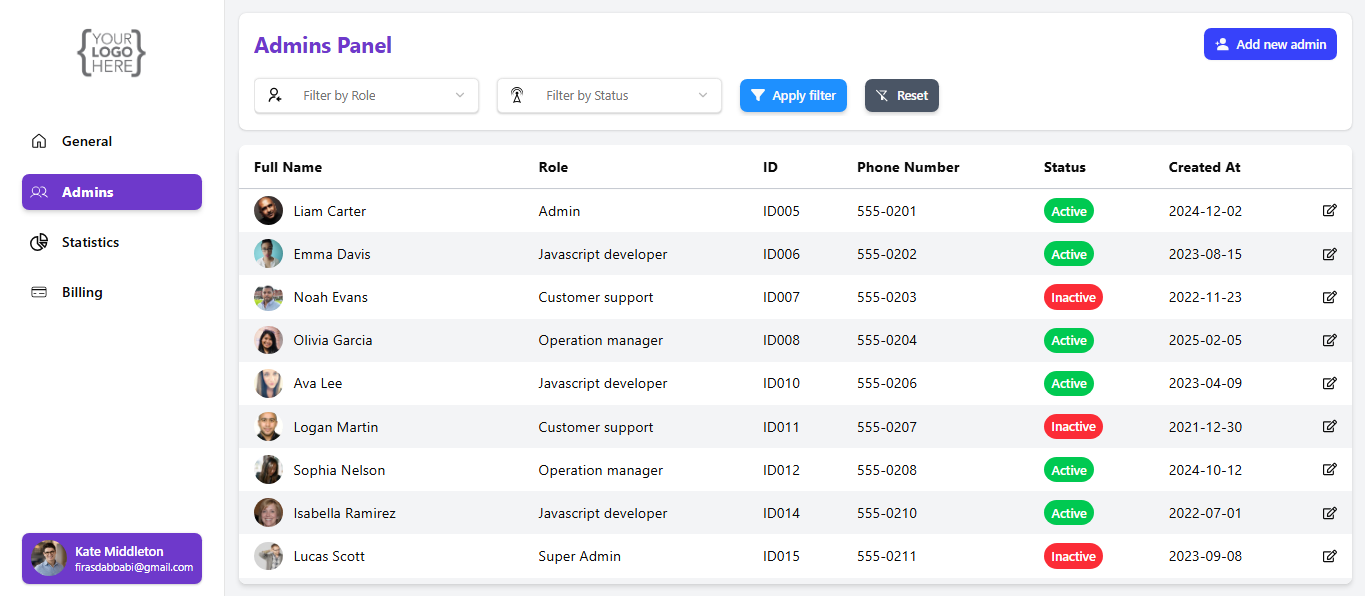 {YOUR
LOGO
HERE}
General
Admins
Statistics
Billing
Kate Middleton
firasdabbabi@gmail.com
Admins Panel
Add new admin
Filter by Role
Filter by Status
Apply filter
Reset
Full Name Role ID Phone Number Status Created At
Liam Carter Admin ID005 555-0201 Active 2024-12-02
Emma Davis Javascript developer ID006 555-0202 Active 2023-08-15
Noah Evans Customer support ID007 555-0203 Inactive 2022-11-23
Olivia Garcia Operation manager ID008 555-0204 Active 2025-02-05
Ava Lee Javascript developer ID010 555-0206 Active 2023-04-09
Logan Martin Customer support ID011 555-0207 Inactive 2021-12-30
Sophia Nelson Operation manager ID012 555-0208 Active 2024-10-12
Isabella Ramirez Javascript developer ID014 555-0210 Active 2022-07-01
Lucas Scott Super Admin ID015 555-0211 Inactive 2023-09-08